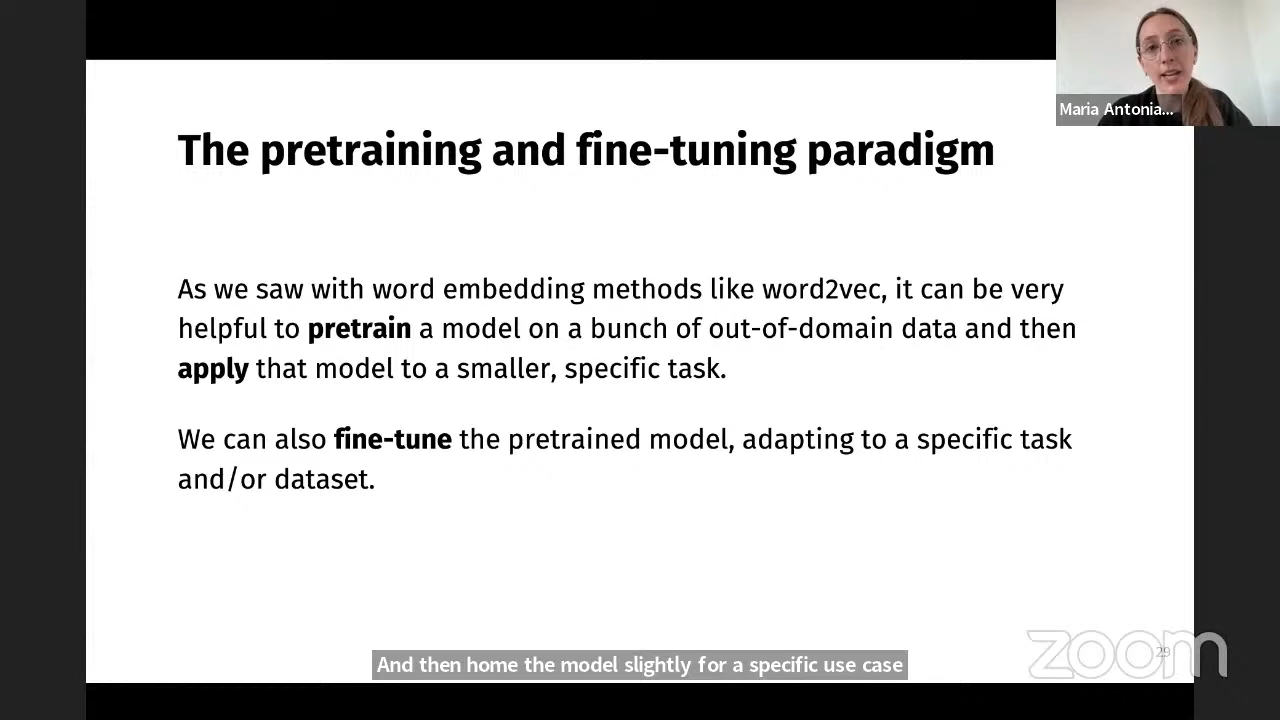 Maria Antonia...
The pretraining and fine-tuning paradigm
As we saw with word embedding methods like word2vec, it can be very
helpful to pretrain a model on a bunch of out-of-domain data and then
apply that model to a smaller, specific task.
We can also fine-tune the pretrained model, adapting to a specific task
and/or dataset.
And then home the model slightly for a specific use case
zoom
29